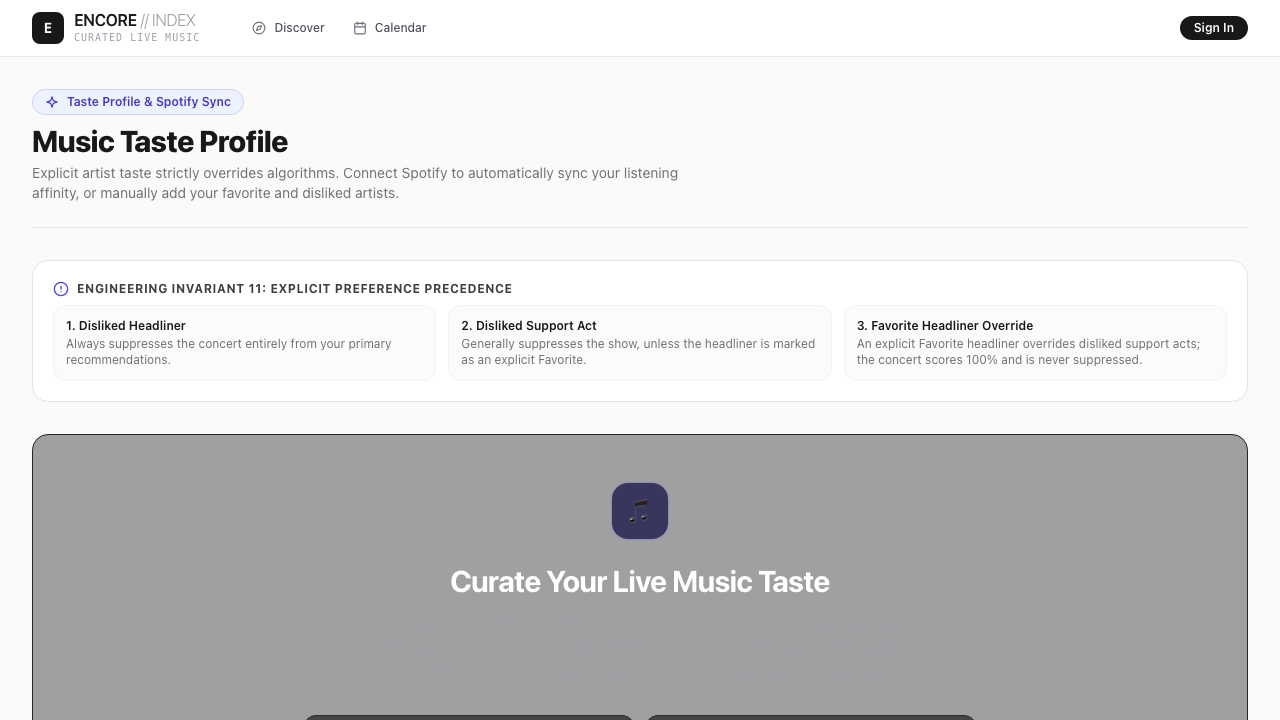 E
ENCORE // INDEX
CURATED LIVE MUSIC
Discover
Calendar
Sign In
Taste Profile & Spotify Sync
Music Taste Profile
Explicit artist taste strictly overrides algorithms. Connect Spotify to automatically sync your listening
affinity, or manually add your favorite and disliked artists.
ENGINEERING INVARIANT 11: EXPLICIT PREFERENCE PRECEDENCE
1. Disliked Headliner
Always suppresses the concert entirely from your primary
recommendations.
2. Disliked Support Act
Generally suppresses the show, unless the headliner is marked
as an explicit Favorite.
3. Favorite Headliner Override
An explicit Favorite headliner overrides disliked support acts;
the concert scores 100% and is never suppressed.
Curate Your Live Music Taste